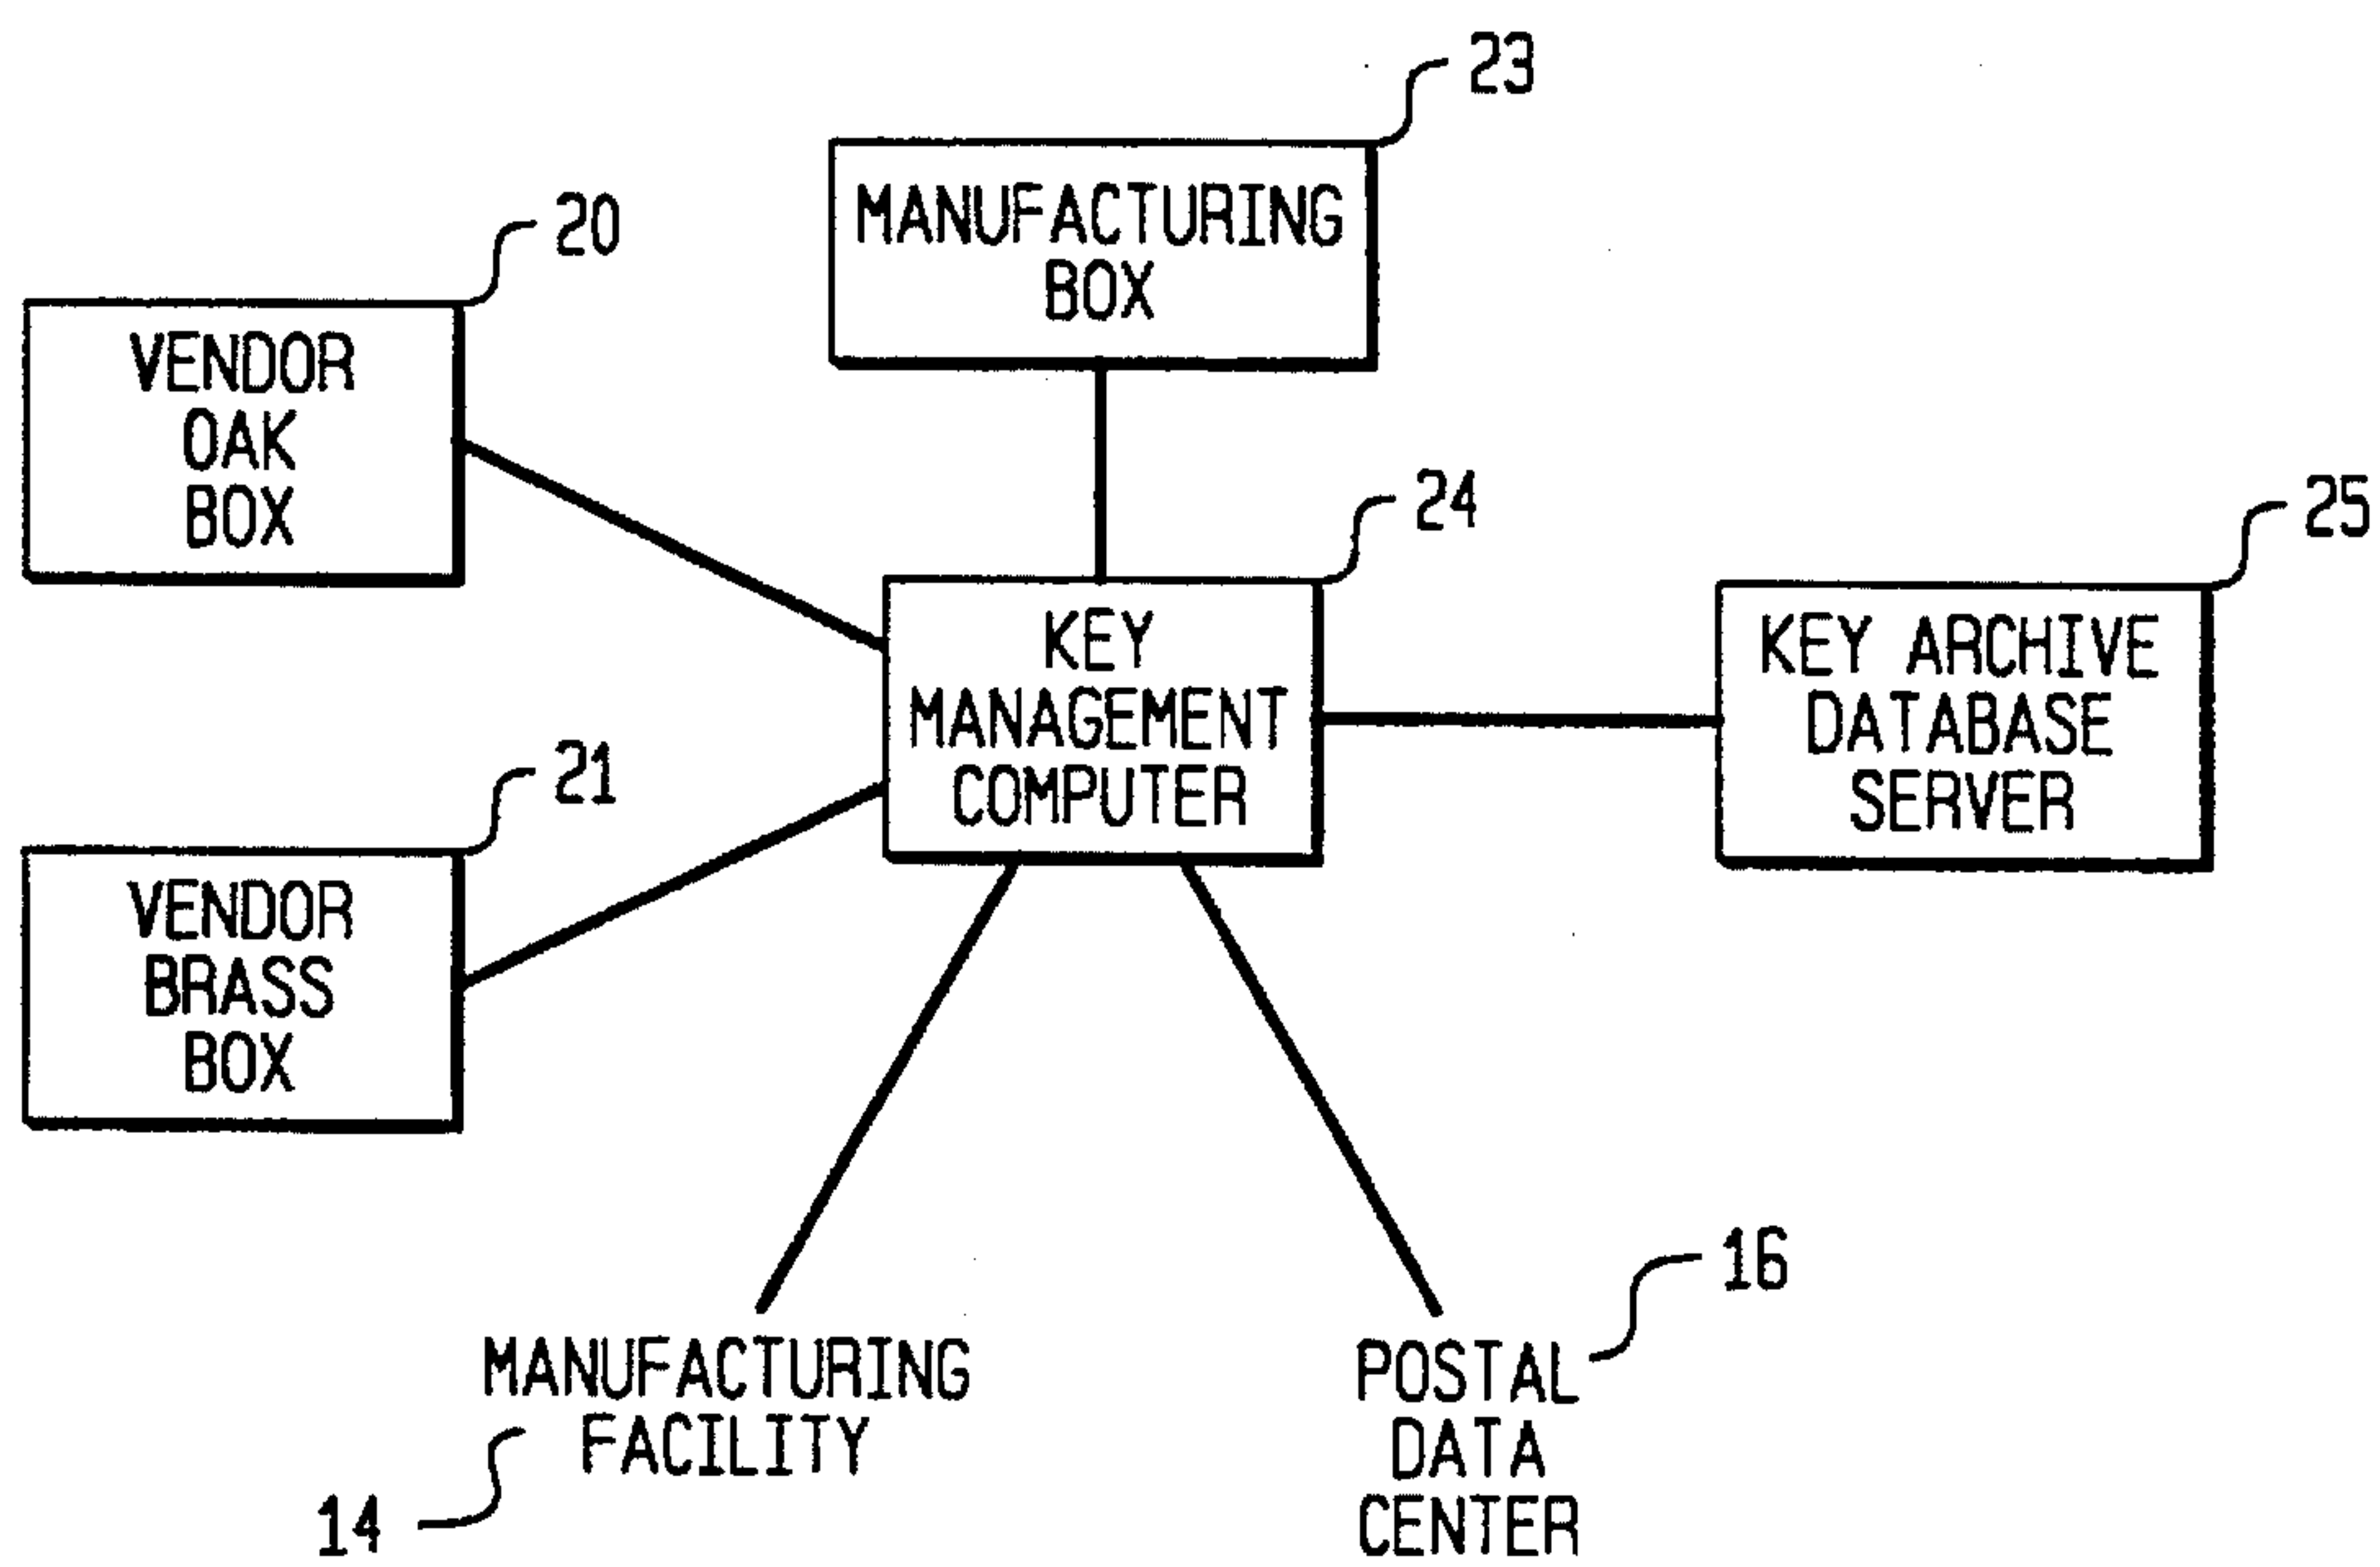 23
MANUFACTURING
BOX
20
VENDOR
OAK
BOX
24
KEY
MANAGEMENT
COMPUTER
25
KEY ARCHIVE
DATABASE
SERVER
21
VENDOR
BRASS
BOX
MANUFACTURING
FACILITY
14
16
POSTAL
DATA
CENTER